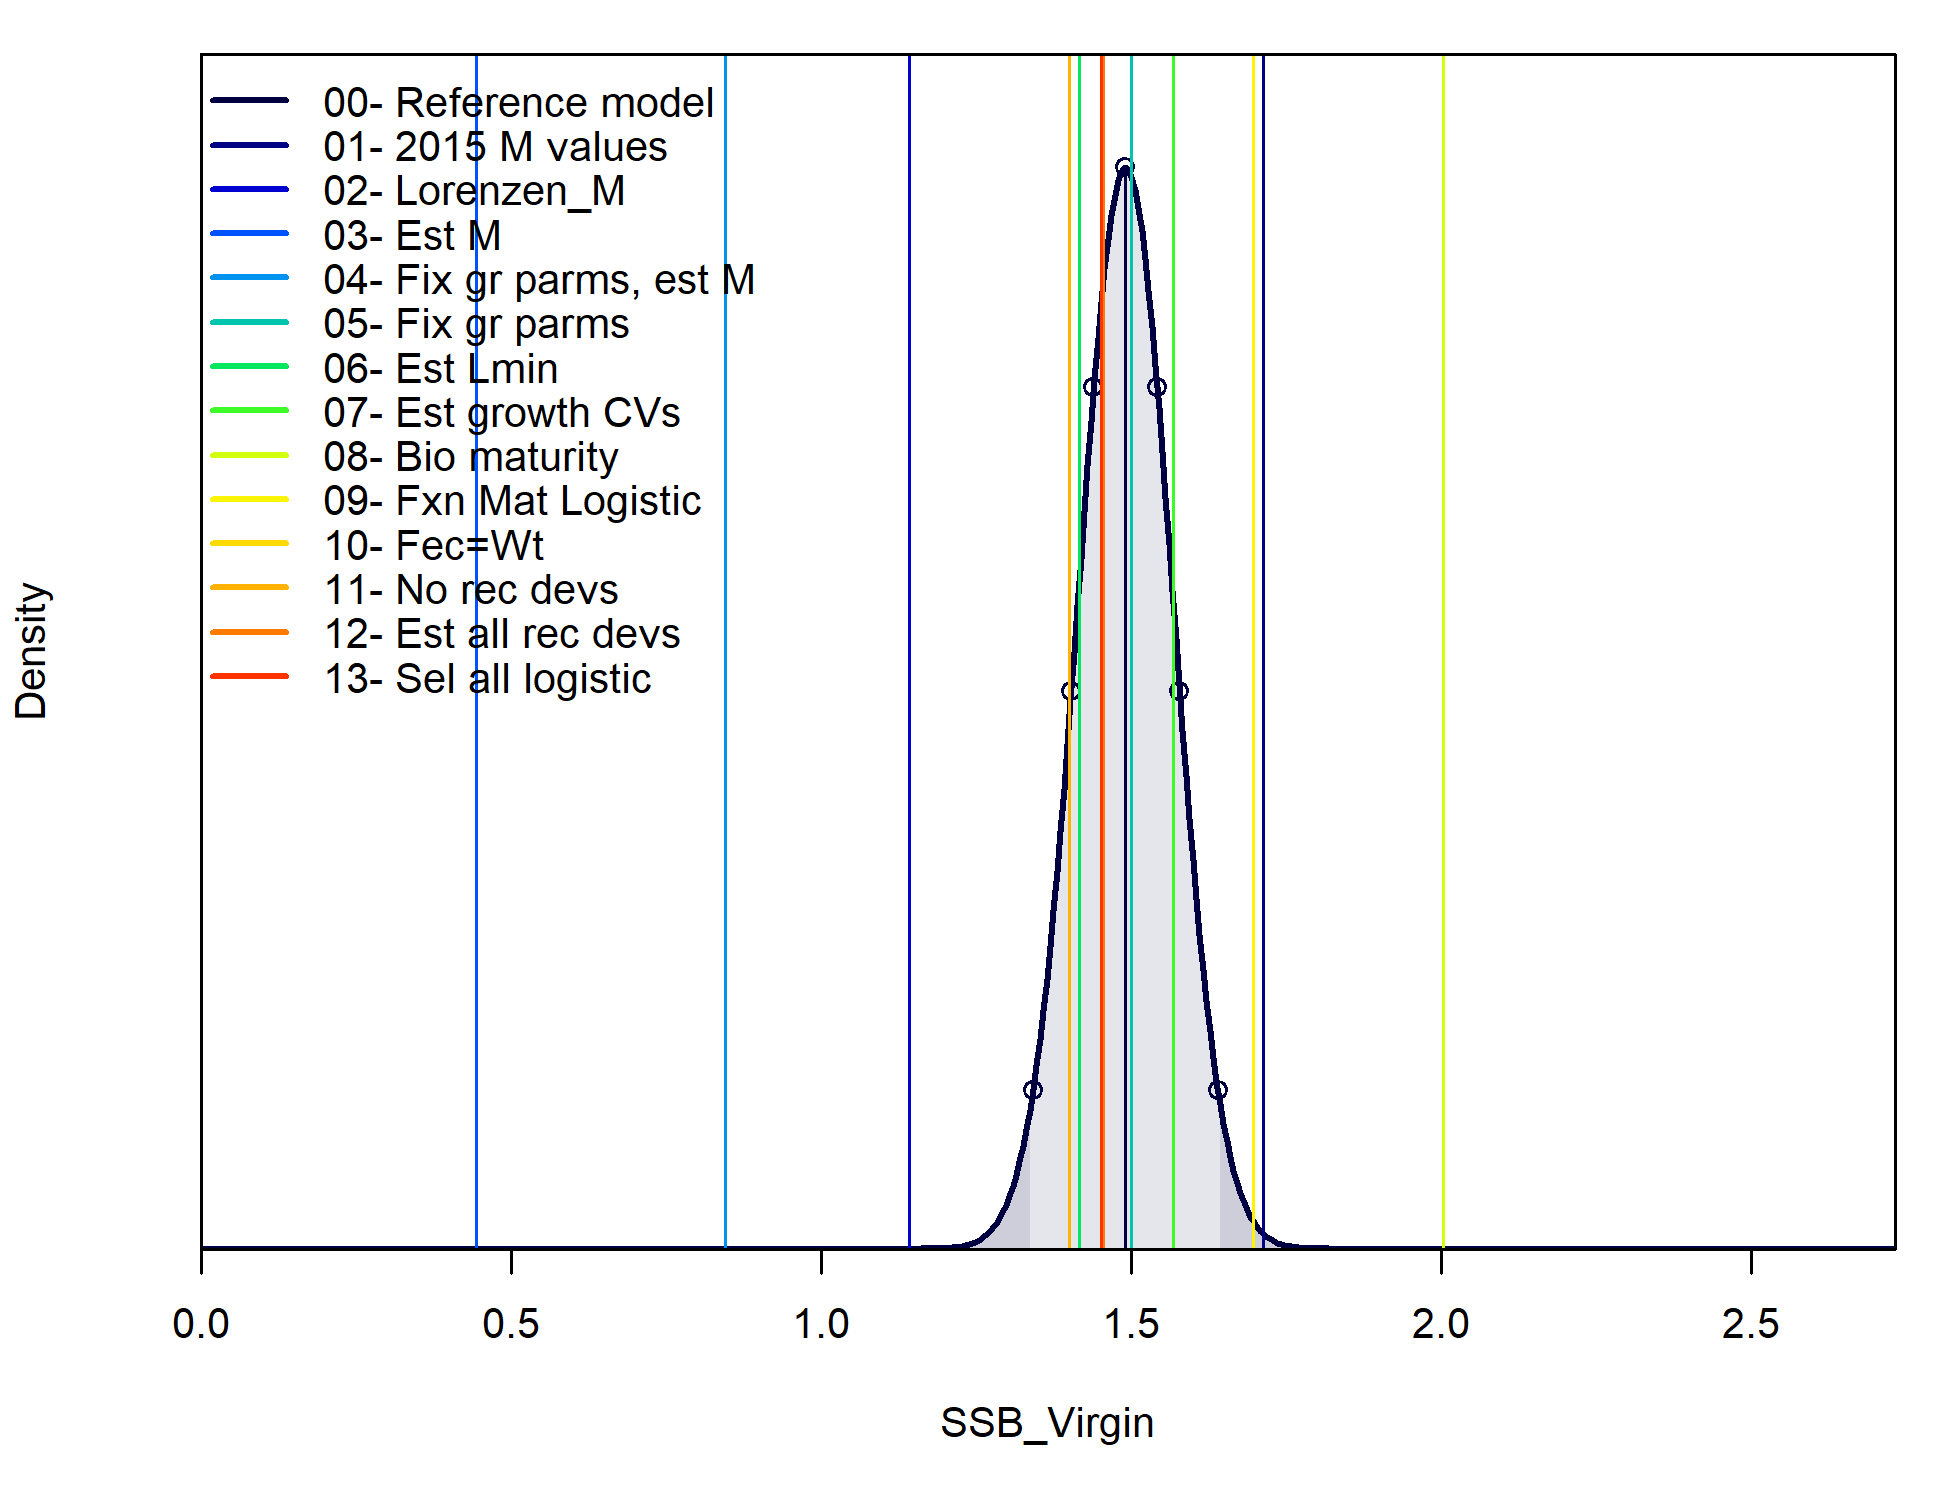 00- Reference model
01- 2015 M values
02- Lorenzen_M
03- Est M
04- Fix gr parms, est M
05- Fix gr parms
06- Est Lmin
07- Est growth CVs
08- Bio maturity
09- Fxn Mat Logistic
10- Fec=Wt
11- No rec devs
12- Est all rec devs
13- Sel all logistic
Density
0.0 0.5 1.0 1.5 2.0 2.5
SSB_Virgin